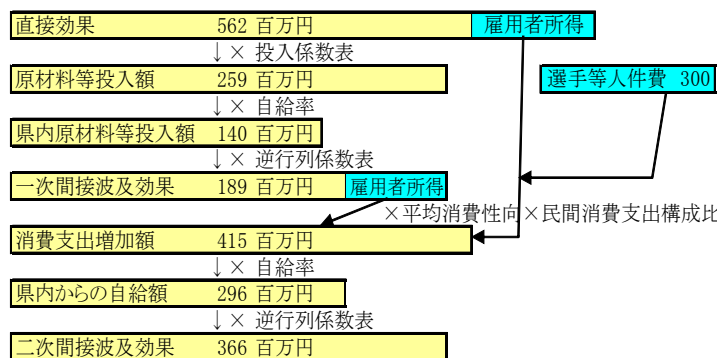 直接効果 562 百万円 雇用者所得
↓× 投入係数表
原材料等投入額 259 百万円 選手等人件費 300
↓× 自給率
県内原材料等投入額 140 百万円
↓× 逆行列係数表
一次間接波及効果 189 百万円 雇用者所得
×平均消費性向×民間消費支出構成比
消費支出増加額 415 百万円
↓× 自給率
県内からの自給額 296 百万円
↓× 逆行列係数表
二次間接波及効果 366 百万円